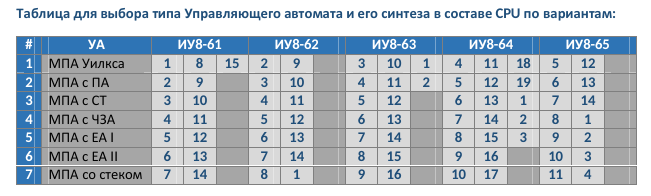 Таблица для выбора типа Управляющего автомата и его синтеза в составе CPU по вариантам:
# УА ИУ8-61 ИУ8-62 ИУ8-63 ИУ8-64 ИУ8-65
1 МПА Уилкса 1 8 15 2 9 3 10 1 4 11 18 5 12
2 МПА с ПА 2 9 3 10 4 11 2 5 12 19 6 13
3 МПА с СТ 3 10 4 11 5 12 6 13 1 7 14
4 МПА с ЧЗА 4 11 5 12 6 13 7 14 2 8 1
5 МПА с ЕА I 5 12 6 13 7 14 8 15 3 9 2
6 МПА с ЕА II 6 13 7 14 8 15 9 16 10 3
7 МПА со стеком 7 14 8 1 9 16 10 17 11 4